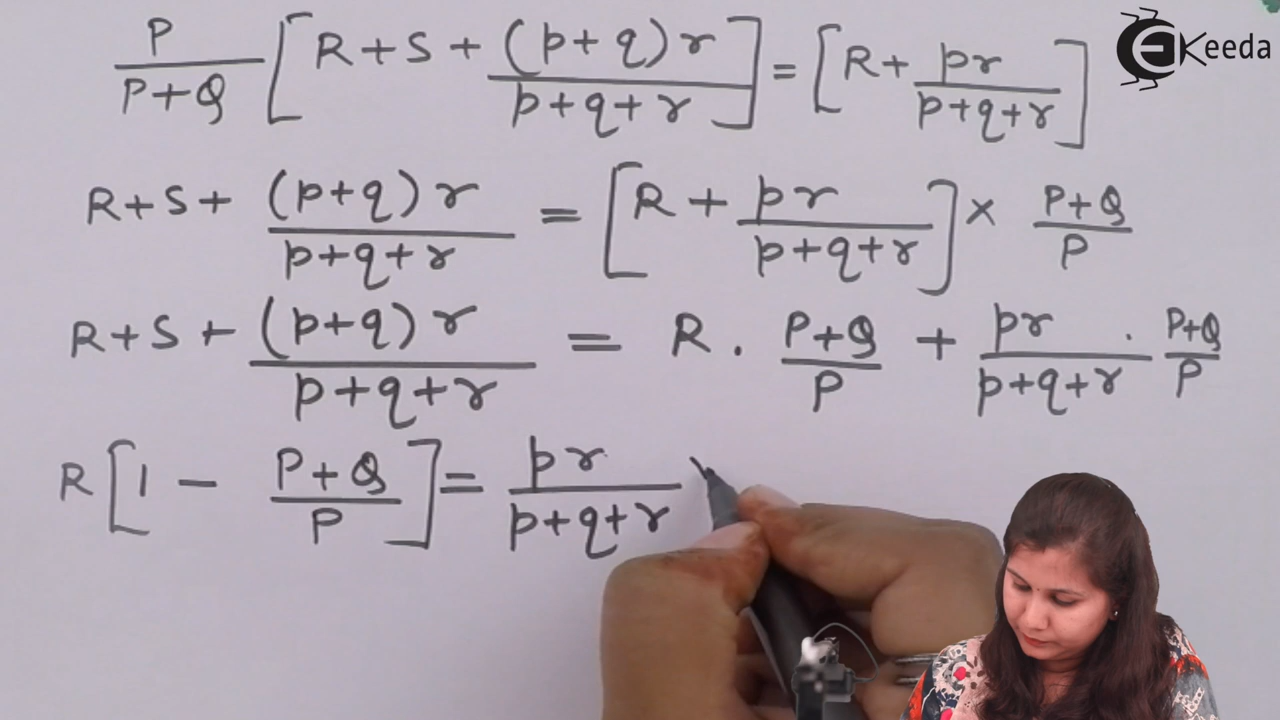 P/(P+Q) [R+S+ (p+q)r/(p+q+r)] = [R+ pr/(p+q+r)]
EKeeda
R+S+ (p+q)r/(p+q+r) = [R+ pr/(p+q+r)] × (P+Q)/P
R+S+ (p+q)r/(p+q+r) = R . (P+Q)/P + pr/(p+q+r) . (P+Q)/P
R[1 - (P+Q)/P] = pr/(p+q+r)